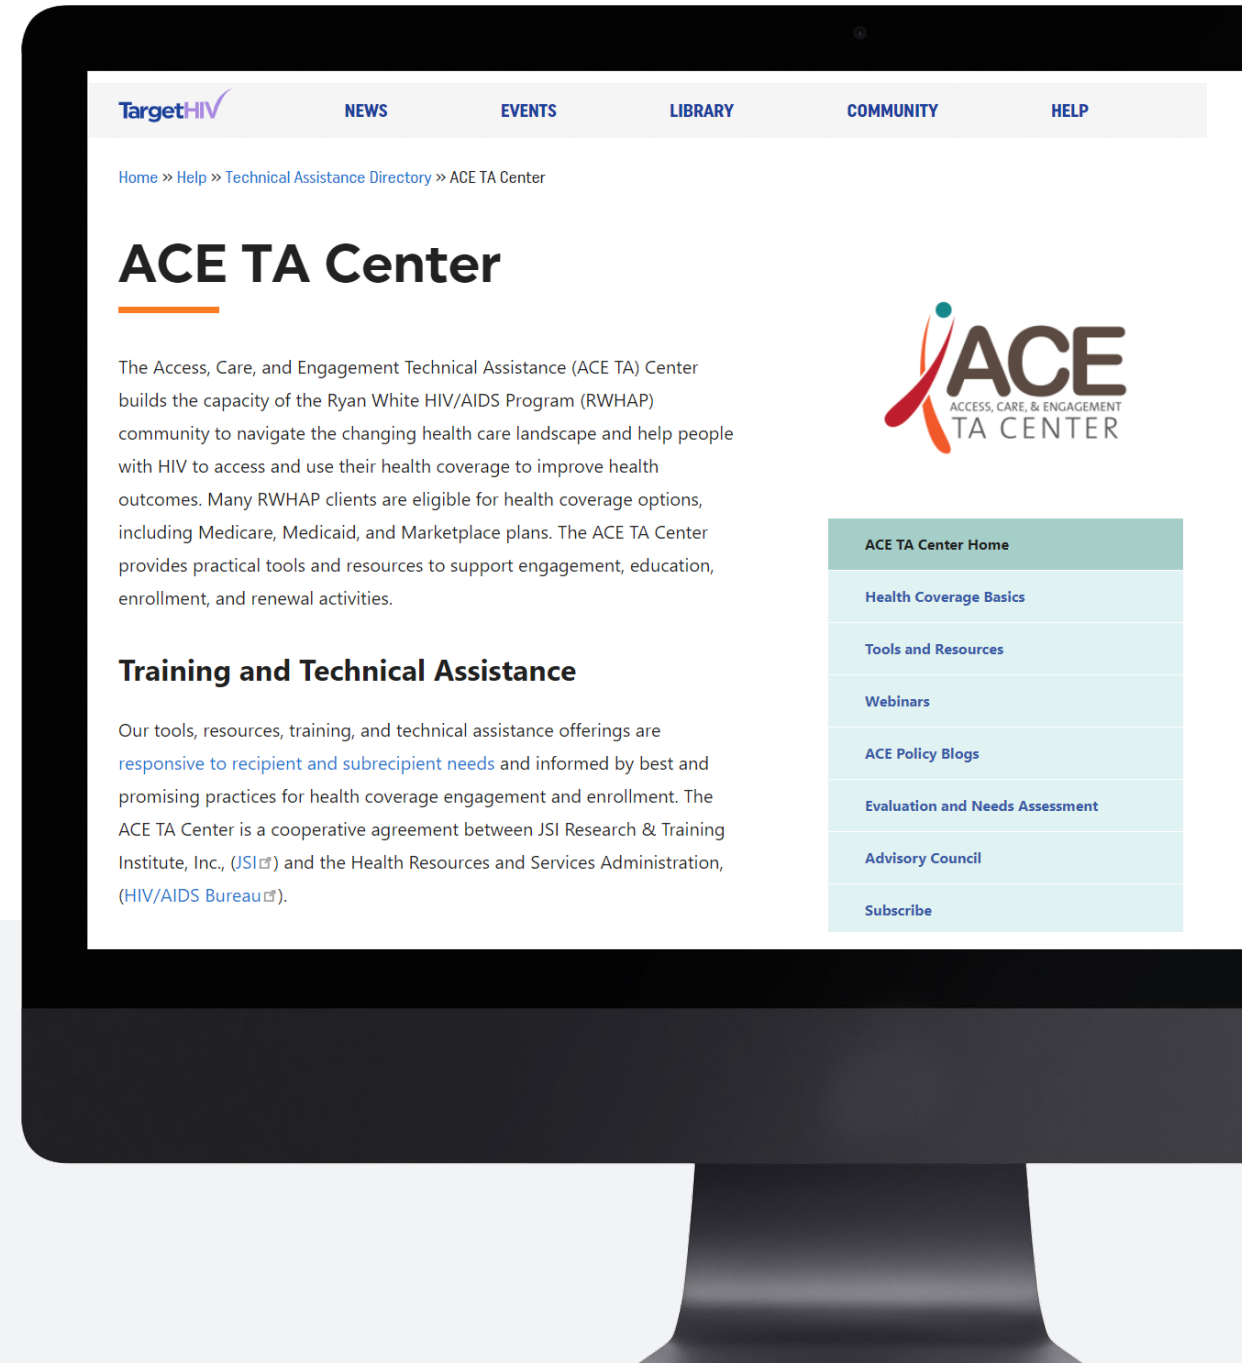 TargetHIV
NEWS
EVENTS
LIBRARY
COMMUNITY
HELP
Home » Help » Technical Assistance Directory » ACE TA Center
ACE TA Center
The Access, Care, and Engagement Technical Assistance (ACE TA) Center
builds the capacity of the Ryan White HIV/AIDS Program (RWHAP)
community to navigate the changing health care landscape and help people
with HIV to access and use their health coverage to improve health
outcomes. Many RWHAP clients are eligible for health coverage options,
including Medicare, Medicaid, and Marketplace plans. The ACE TA Center
provides practical tools and resources to support engagement, education,
enrollment, and renewal activities.
Training and Technical Assistance
Our tools, resources, training, and technical assistance offerings are
responsive to recipient and subrecipient needs and informed by best and
promising practices for health coverage engagement and enrollment. The
ACE TA Center is a cooperative agreement between JSI Research & Training
Institute, Inc., (JSI) and the Health Resources and Services Administration,
(HIV/AIDS Bureau).
ACE
ACCESS, CARE, & ENGAGEMENT
TA CENTER
ACE TA Center Home
Health Coverage Basics
Tools and Resources
Webinars
ACE Policy Blogs
Evaluation and Needs Assessment
Advisory Council
Subscribe